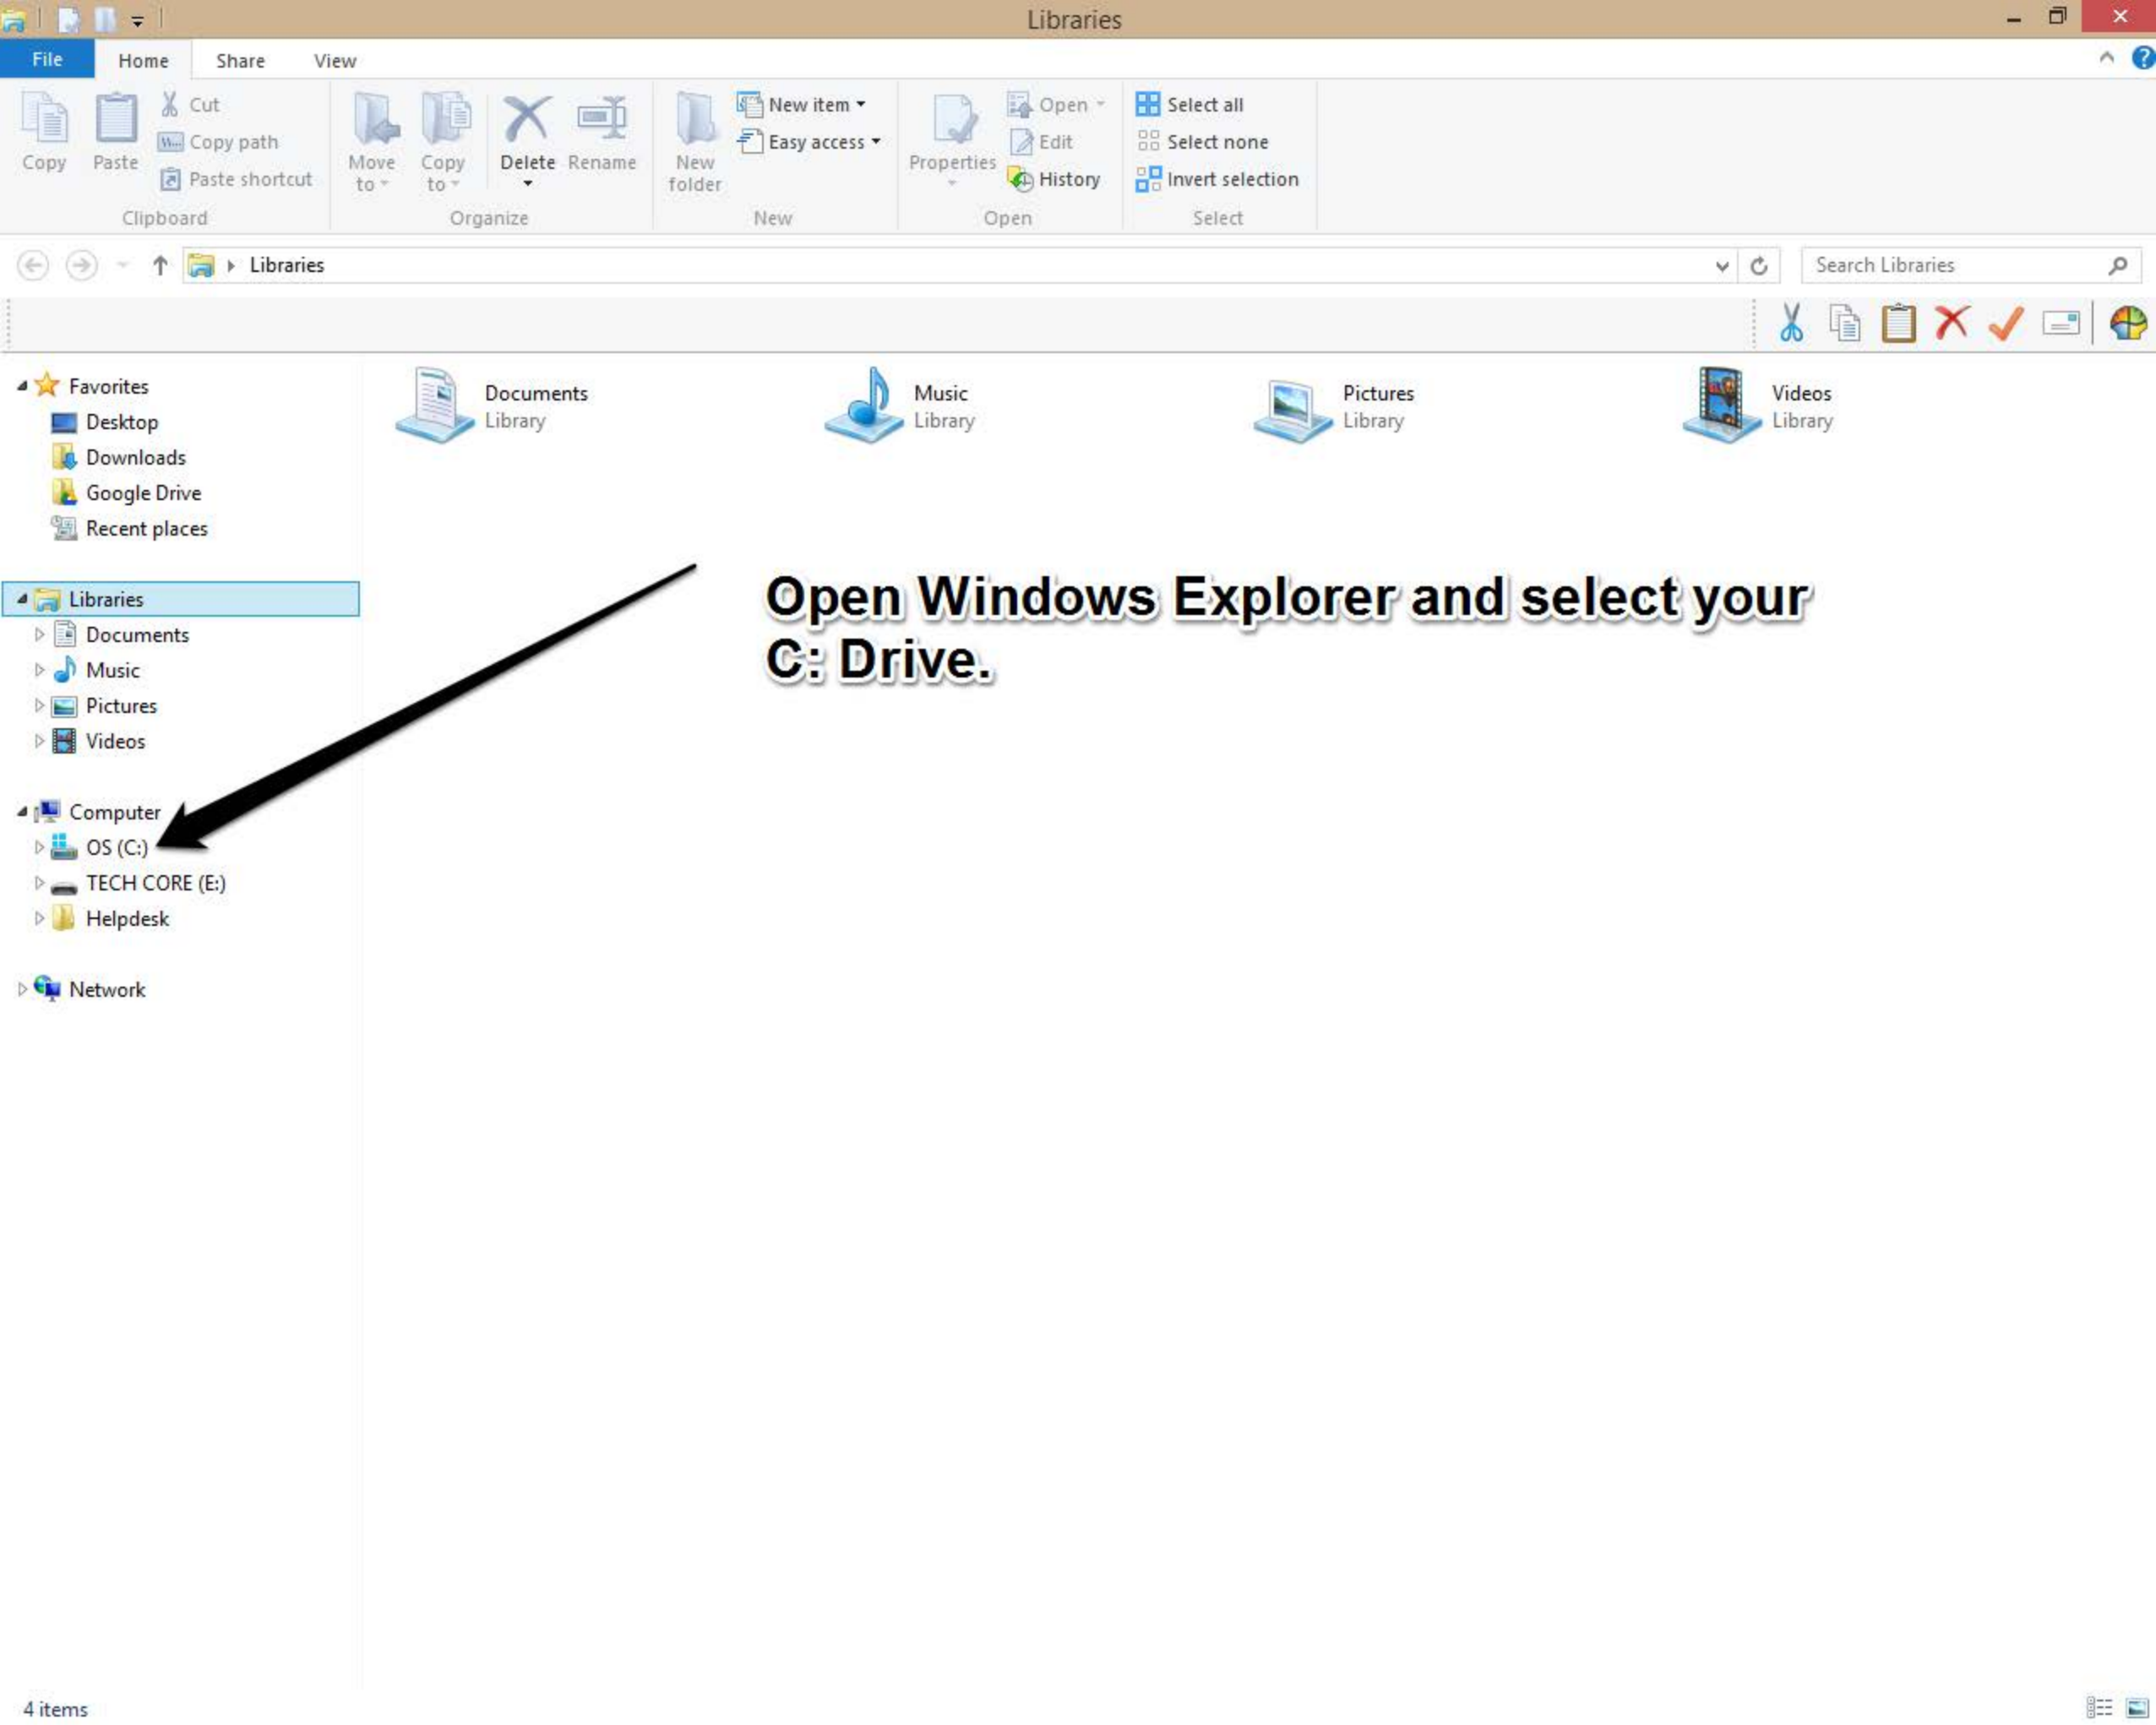 Libraries
File Home Share View
Copy Paste Cut Copy path Paste shortcut Move to Copy to Delete Rename New folder New item Easy access Properties Open Edit History Select all Select none Invert selection
Clipboard Organize New Open Select
Libraries Search Libraries
Favorites
Desktop
Downloads
Google Drive
Recent places
Libraries
Documents
Music
Pictures
Videos
Computer
OS (C:)
TECH CORE (E:)
Helpdesk
Network
Documents
Library
Music
Library
Pictures
Library
Videos
Library
Open Windows Explorer and select your
C: Drive.
4 items